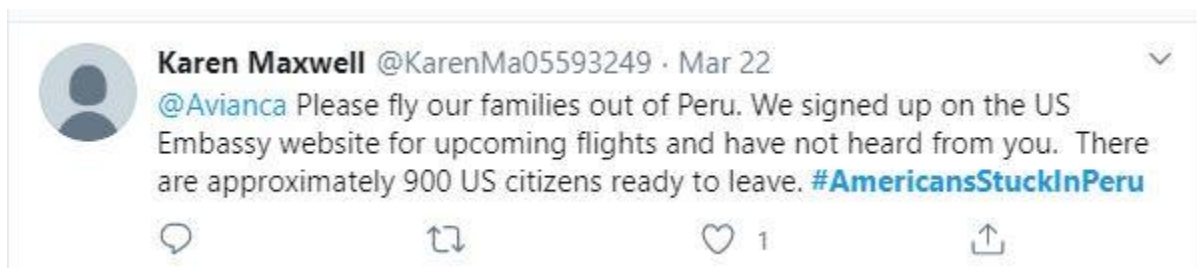 Karen Maxwell @KarenMa05593249 · Mar 22
@Avianca Please fly our families out of Peru. We signed up on the US
Embassy website for upcoming flights and have not heard from you.  There
are approximately 900 US citizens ready to leave. #AmericansStuckInPeru
1